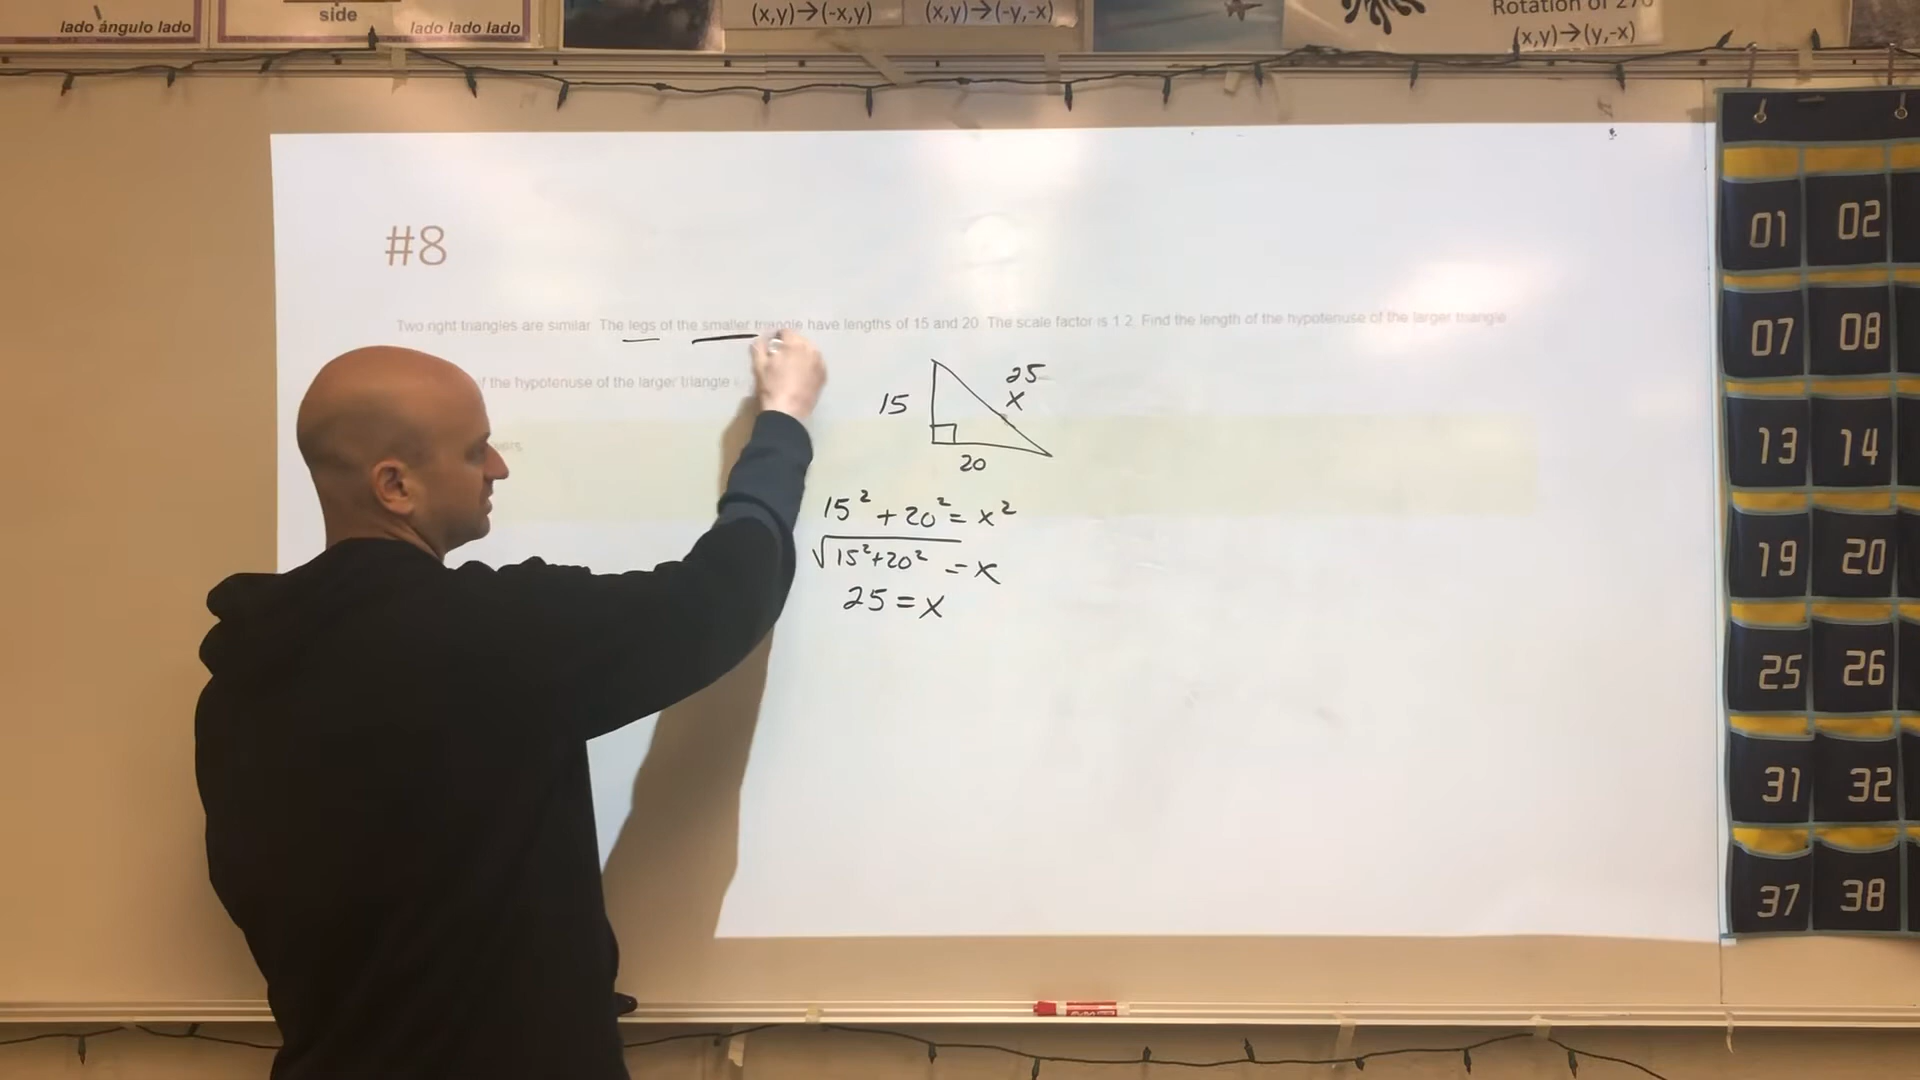 lado ángulo lado
side
lado lado lado
(x,y)→(-x,y)
(x,y)→(-y,-x)
Rotation of 270
(x,y)→(y,-x)
#8
Two right triangles are similar. The legs of the smaller triangle have lengths of 15 and 20. The scale factor is 1.2. Find the length of the hypotenuse of the larger triangle
f the hypotenuse of the larger triangle
25
x
15
20
15² + 20² = x²
√15²+20² = x
25 = x
01 02
07 08
13 14
19 20
25 26
31 32
37 38